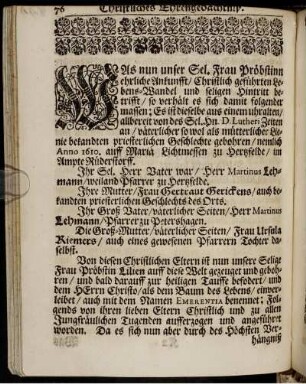 76 Christliches Ehrengedächtniß.
WAs nun unser Sel. Frau Pröbstinn
ehrliche Ankunfft/ Christlich geführten Le-
bens-Wandel und seligen Hintritt be-
trifft/ so verhält es sich damit folgender
massen; Es ist dieselbe aus einem uhralten/
allbereit von des Sel. Hn. D. Luthers Zeiten
an/ väterlicher so wol als mütterlicher Li-
nie bekandten priesterlichen Geschlechte gebohren/ nemlich
Anno 1610. auff Mariä Lichtmessen zu Hertzfelde/ im
Ampte Rüderstorff.
Ihr Sel. Herr Vater war/ Herr Martinus Leh-
mann/ weiland Pfarrer zu Hertzfelde.
Ihre Mutter/ Frau Gertraut Gerickens/ auch be-
kandten priesterlichen Geschlechts des Orts.
Ihr Groß Vater/ väterlicher Seiten/ Herr Martinus
Lehmann/ Pfarrer zu Petershagen.
Die Groß-Mutter/ väterlicher Seiten/ Frau Ursula
Riemers/ auch eines gewesenen Pfarrern Tochter da-
selbst.
Von diesen Christlichen Eltern ist nun unsere Selige
Frau Pröbstin Lilien auff diese Welt gezeuget und geboh-
ren/ und bald darauff zur heiligen Tauffe befodert/ und
dem HErrn Christo/ als dem Baum des Lebens/ einver-
leibet/ auch mit dem Namen EMERENTIA benennet; Fol-
gends von ihren lieben Eltern Christlich und zu allen
Jungfräulichen Tugenden aufferzogen und angeführet
worden. Da es sich nun aber durch des Höchsten Ver-
hängniß